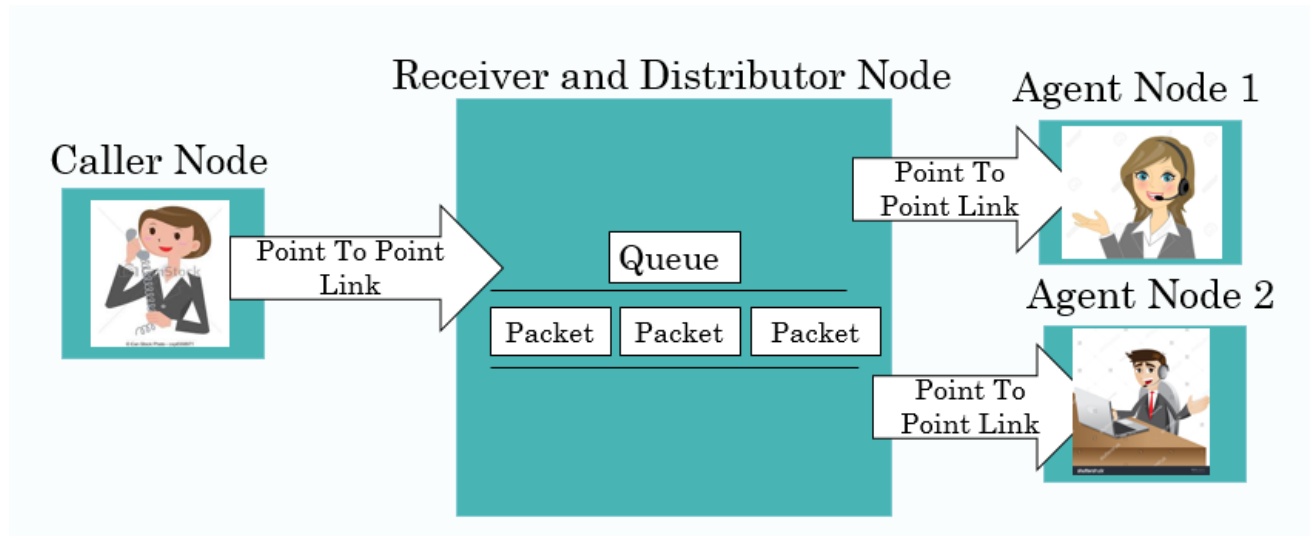 Receiver and Distributor Node
Agent Node 1
Caller Node
Point To
Point Link
Point To Point
Link
Queue
Agent Node 2
Packet Packet Packet
Point To
Point Link